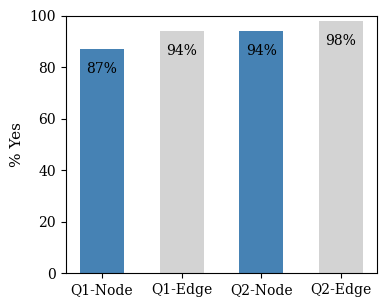 100
80
60
40
20
0
% Yes
87%
94%
94%
98%
Q1-Node
Q1-Edge
Q2-Node
Q2-Edge